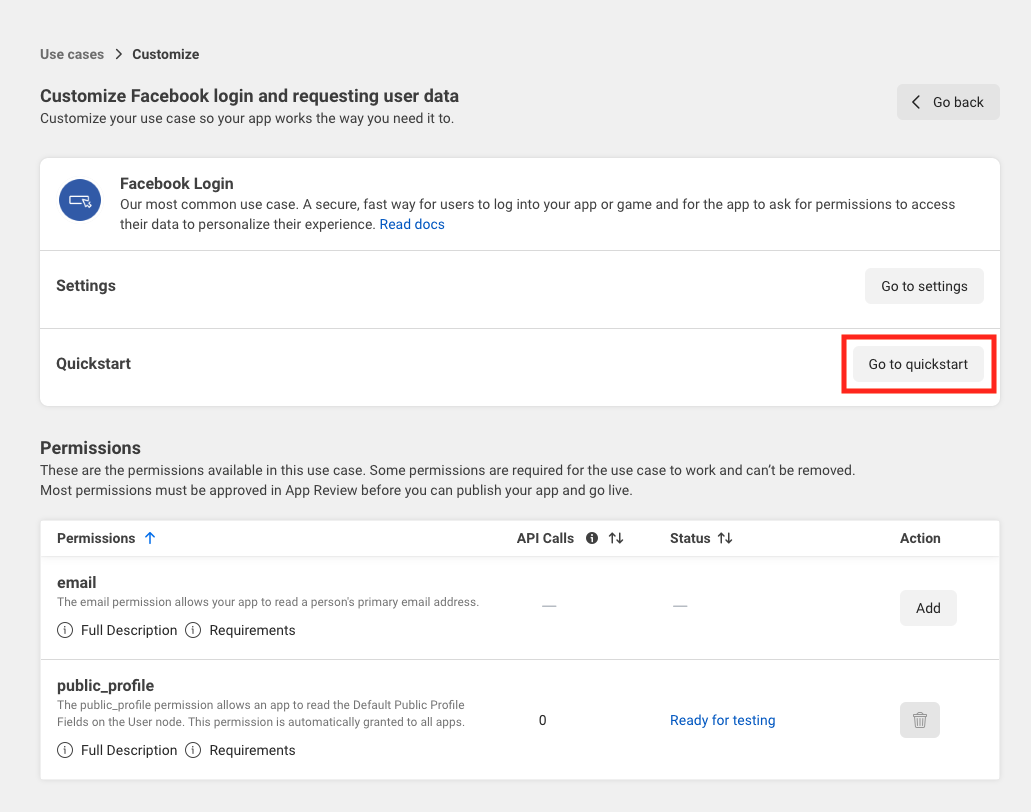 Use cases > Customize
Customize Facebook login and requesting user data
Customize your use case so your app works the way you need it to.
Go back
Facebook Login
Our most common use case. A secure, fast way for users to log into your app or game and for the app to ask for permissions to access
their data to personalize their experience. Read docs
Settings
Go to settings
Quickstart
Go to quickstart
Permissions
These are the permissions available in this use case. Some permissions are required for the use case to work and can’t be removed.
Most permissions must be approved in App Review before you can publish your app and go live.
Permissions API Calls Status Action
email
The email permission allows your app to read a person's primary email address.
Full Description Requirements
— —
Add
public_profile
The public_profile permission allows an app to read the Default Public Profile
Fields on the User node. This permission is automatically granted to all apps.
Full Description Requirements
0
Ready for testing